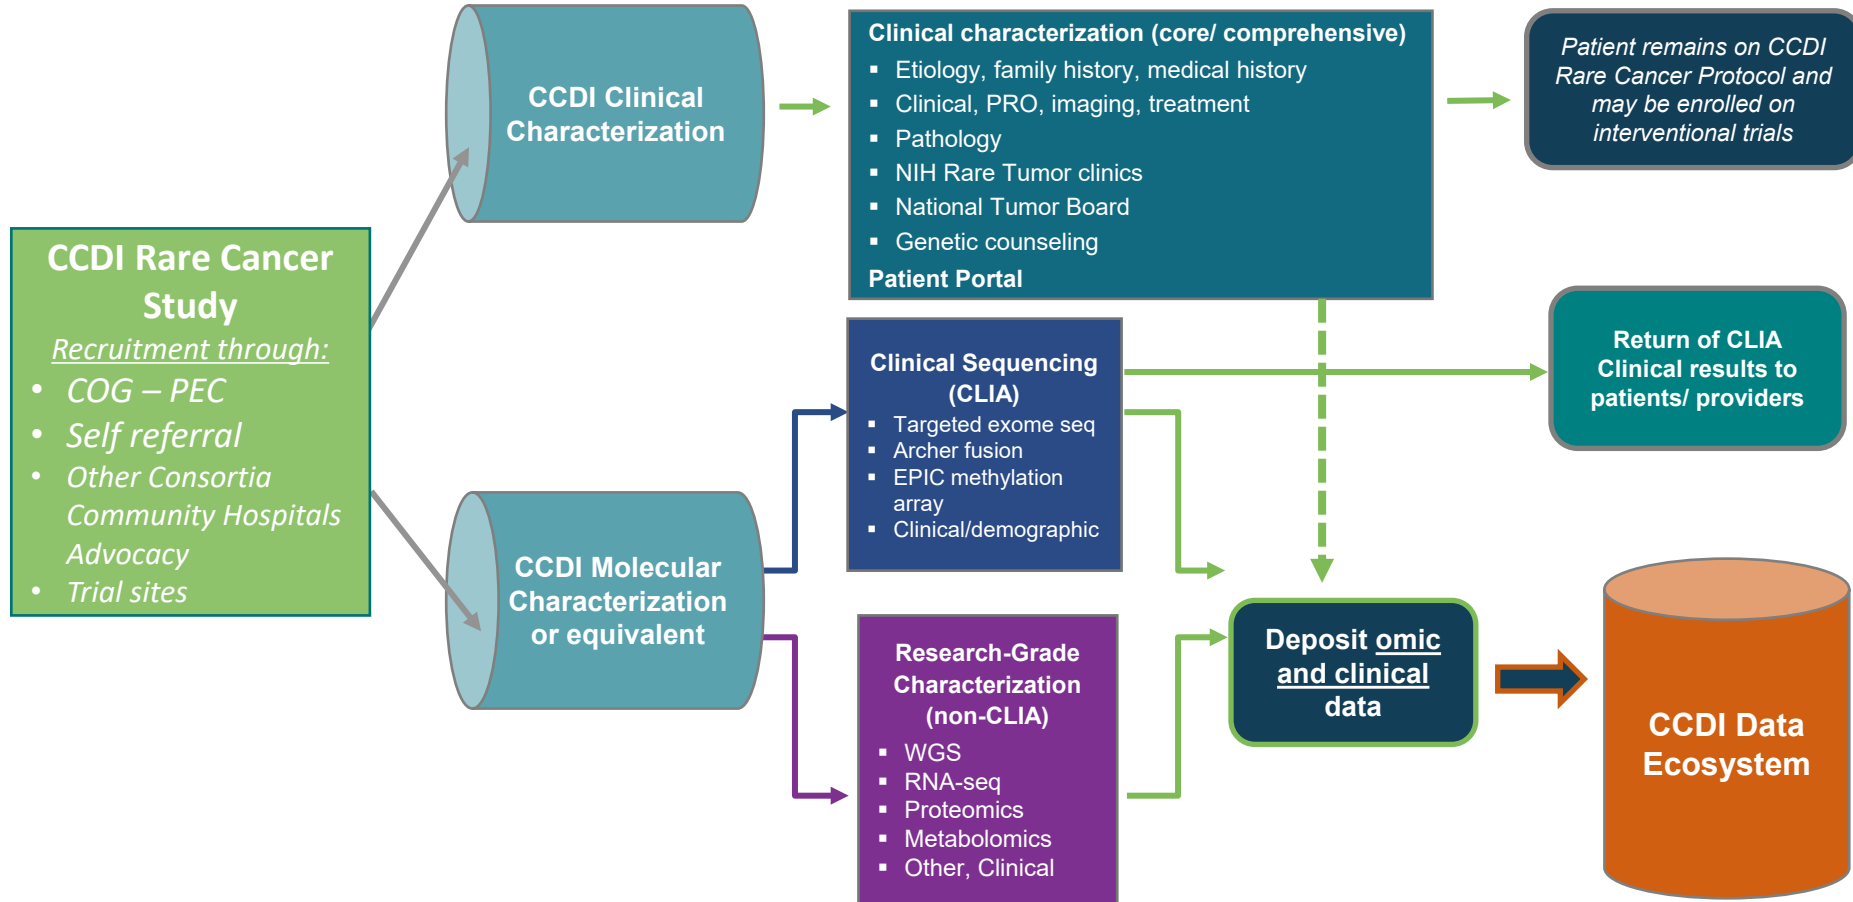 CCDI Rare Cancer
Study
Recruitment through:
• COG – PEC
• Self referral
• Other Consortia
Community Hospitals
Advocacy
• Trial sites
CCDI Clinical
Characterization
Clinical characterization (core/ comprehensive)
▪ Etiology, family history, medical history
▪ Clinical, PRO, imaging, treatment
▪ Pathology
▪ NIH Rare Tumor clinics
▪ National Tumor Board
▪ Genetic counseling
Patient Portal
Patient remains on CCDI
Rare Cancer Protocol and
may be enrolled on
interventional trials
CCDI Molecular
Characterization
or equivalent
Clinical Sequencing
(CLIA)
▪ Targeted exome seq
▪ Archer fusion
▪ EPIC methylation
array
▪ Clinical/demographic
Return of CLIA
Clinical results to
patients/ providers
Research-Grade
Characterization
(non-CLIA)
▪ WGS
▪ RNA-seq
▪ Proteomics
▪ Metabolomics
▪ Other, Clinical
Deposit omic
and clinical
data
CCDI Data
Ecosystem